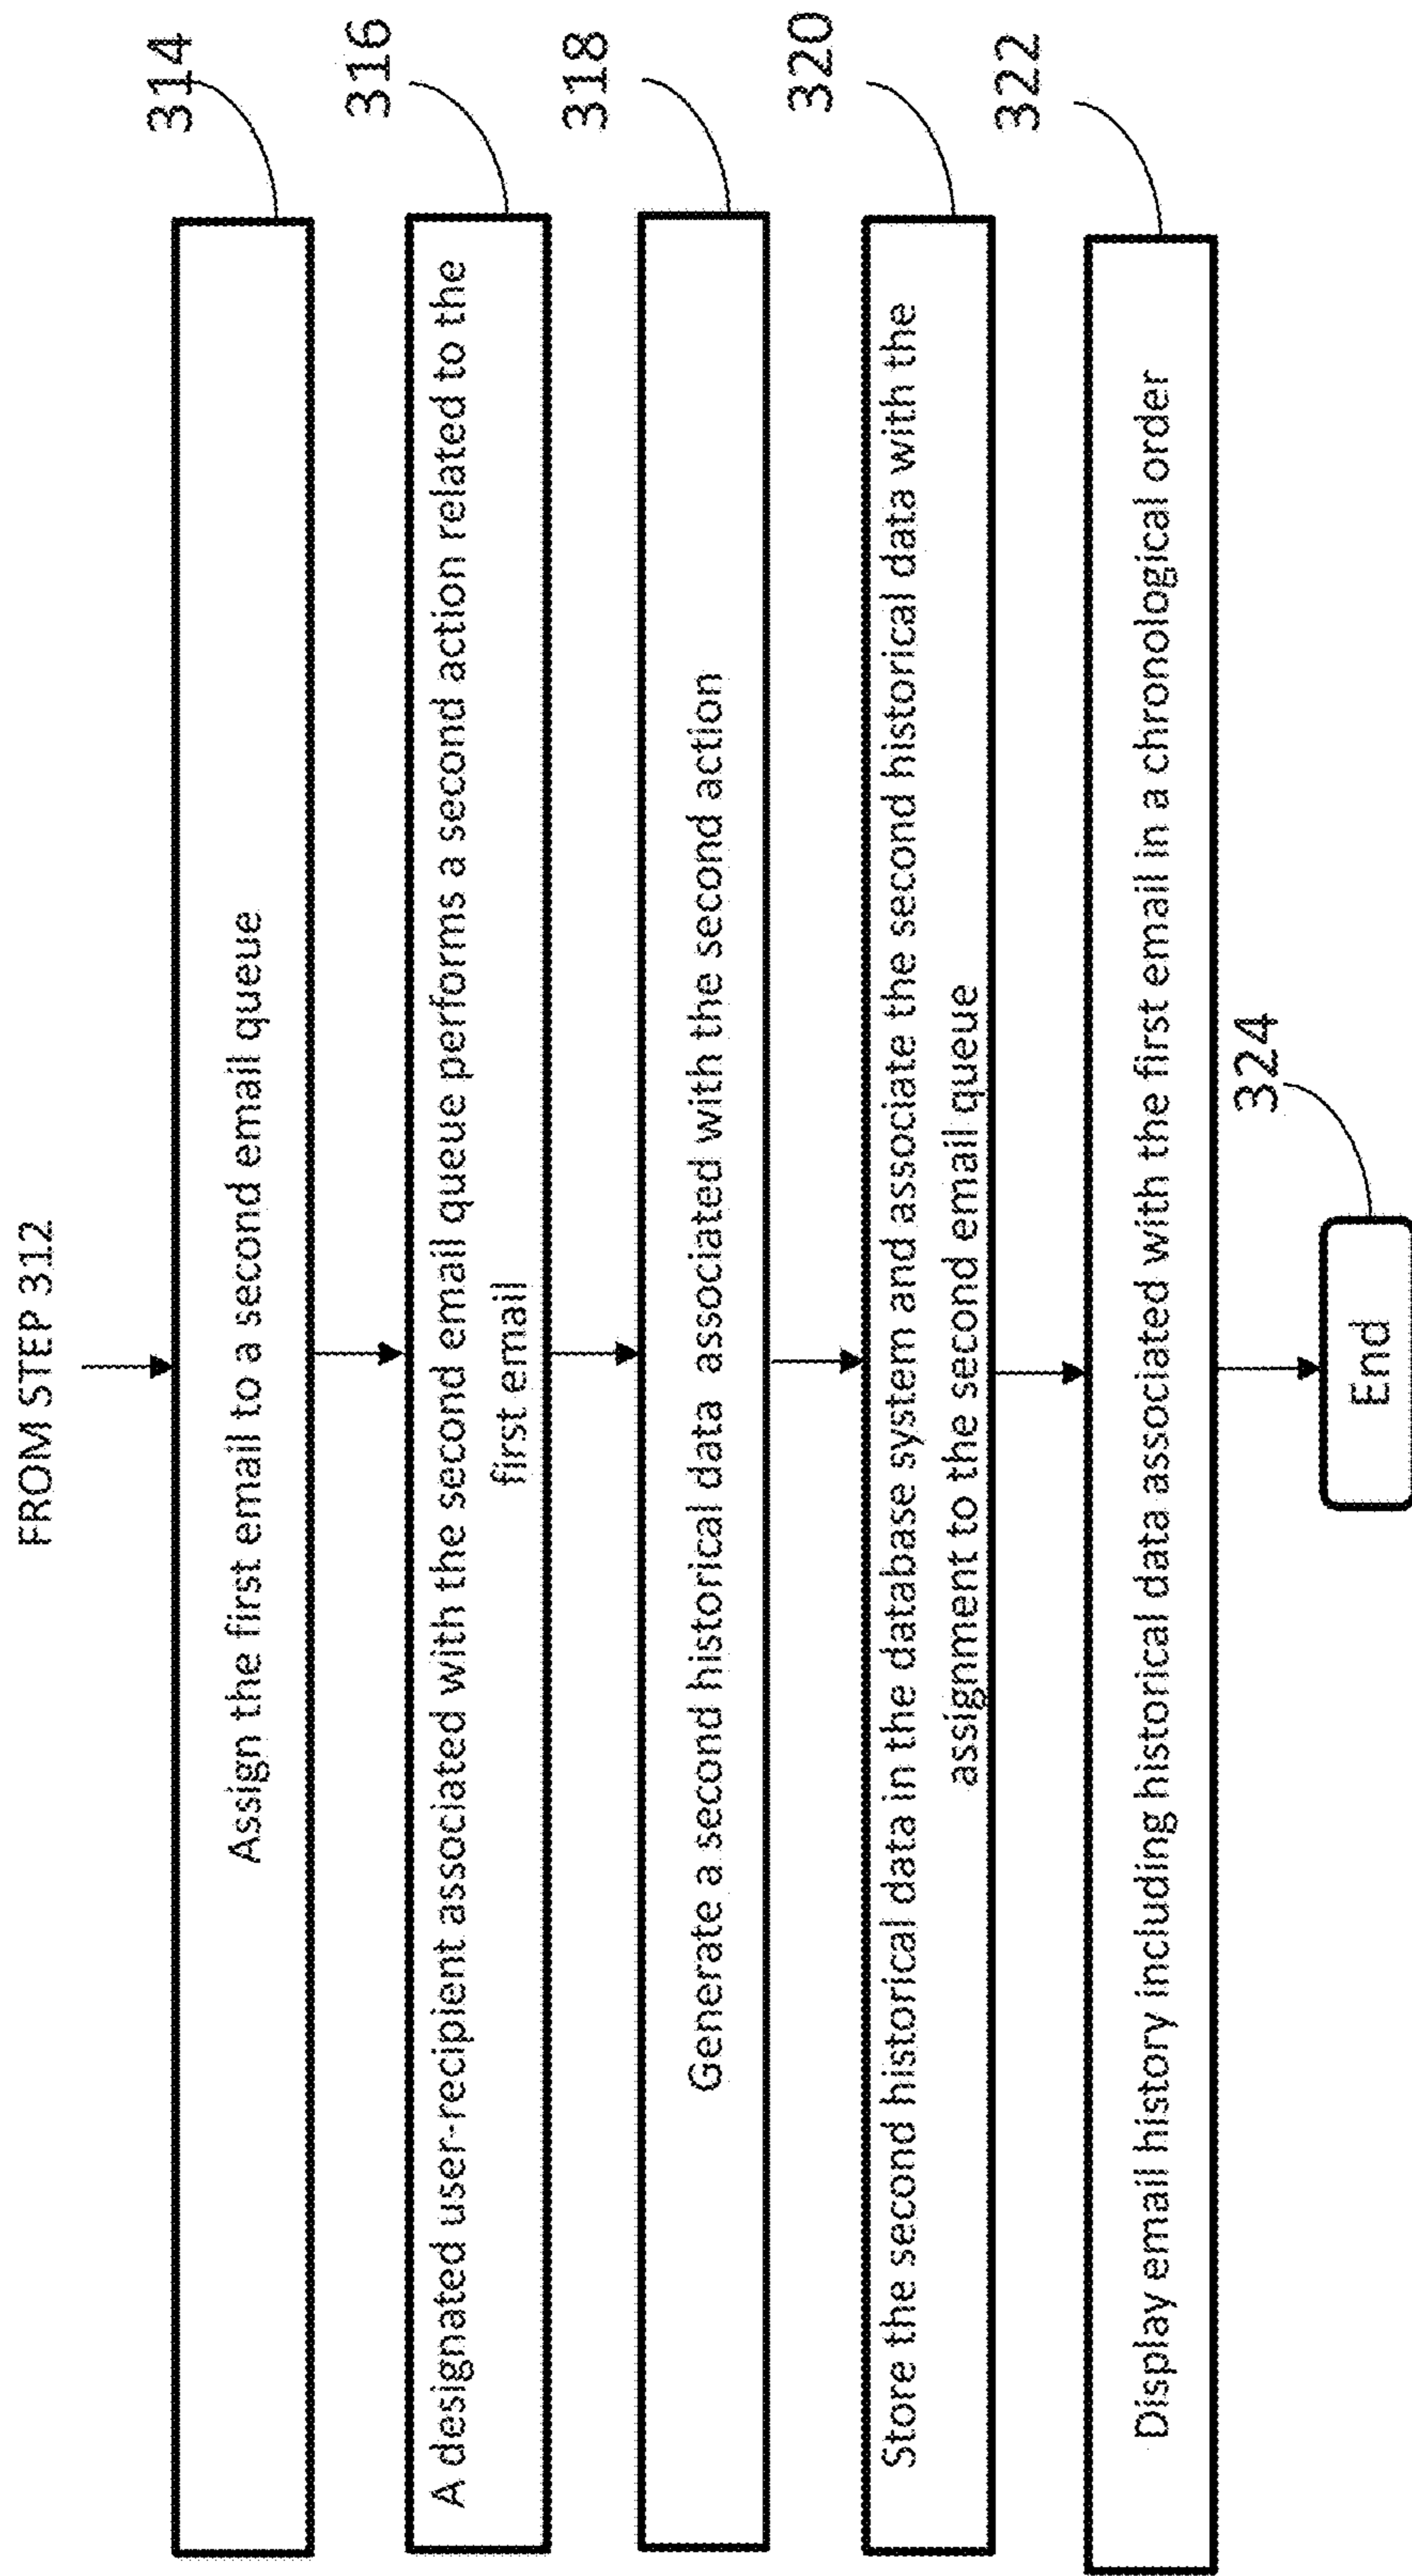 FROM STEP 312
314
Assign the first email to a second email queue
316
A designated user-recipient associated with the second email queue performs a second action related to the
first email
318
Generate a second historical data associated with the second action
320
Store the second historical data in the database system and associate the second historical data with the
assignment to the second email queue
322
Display email history including historical data associated with the first email in a chronological order
324
End